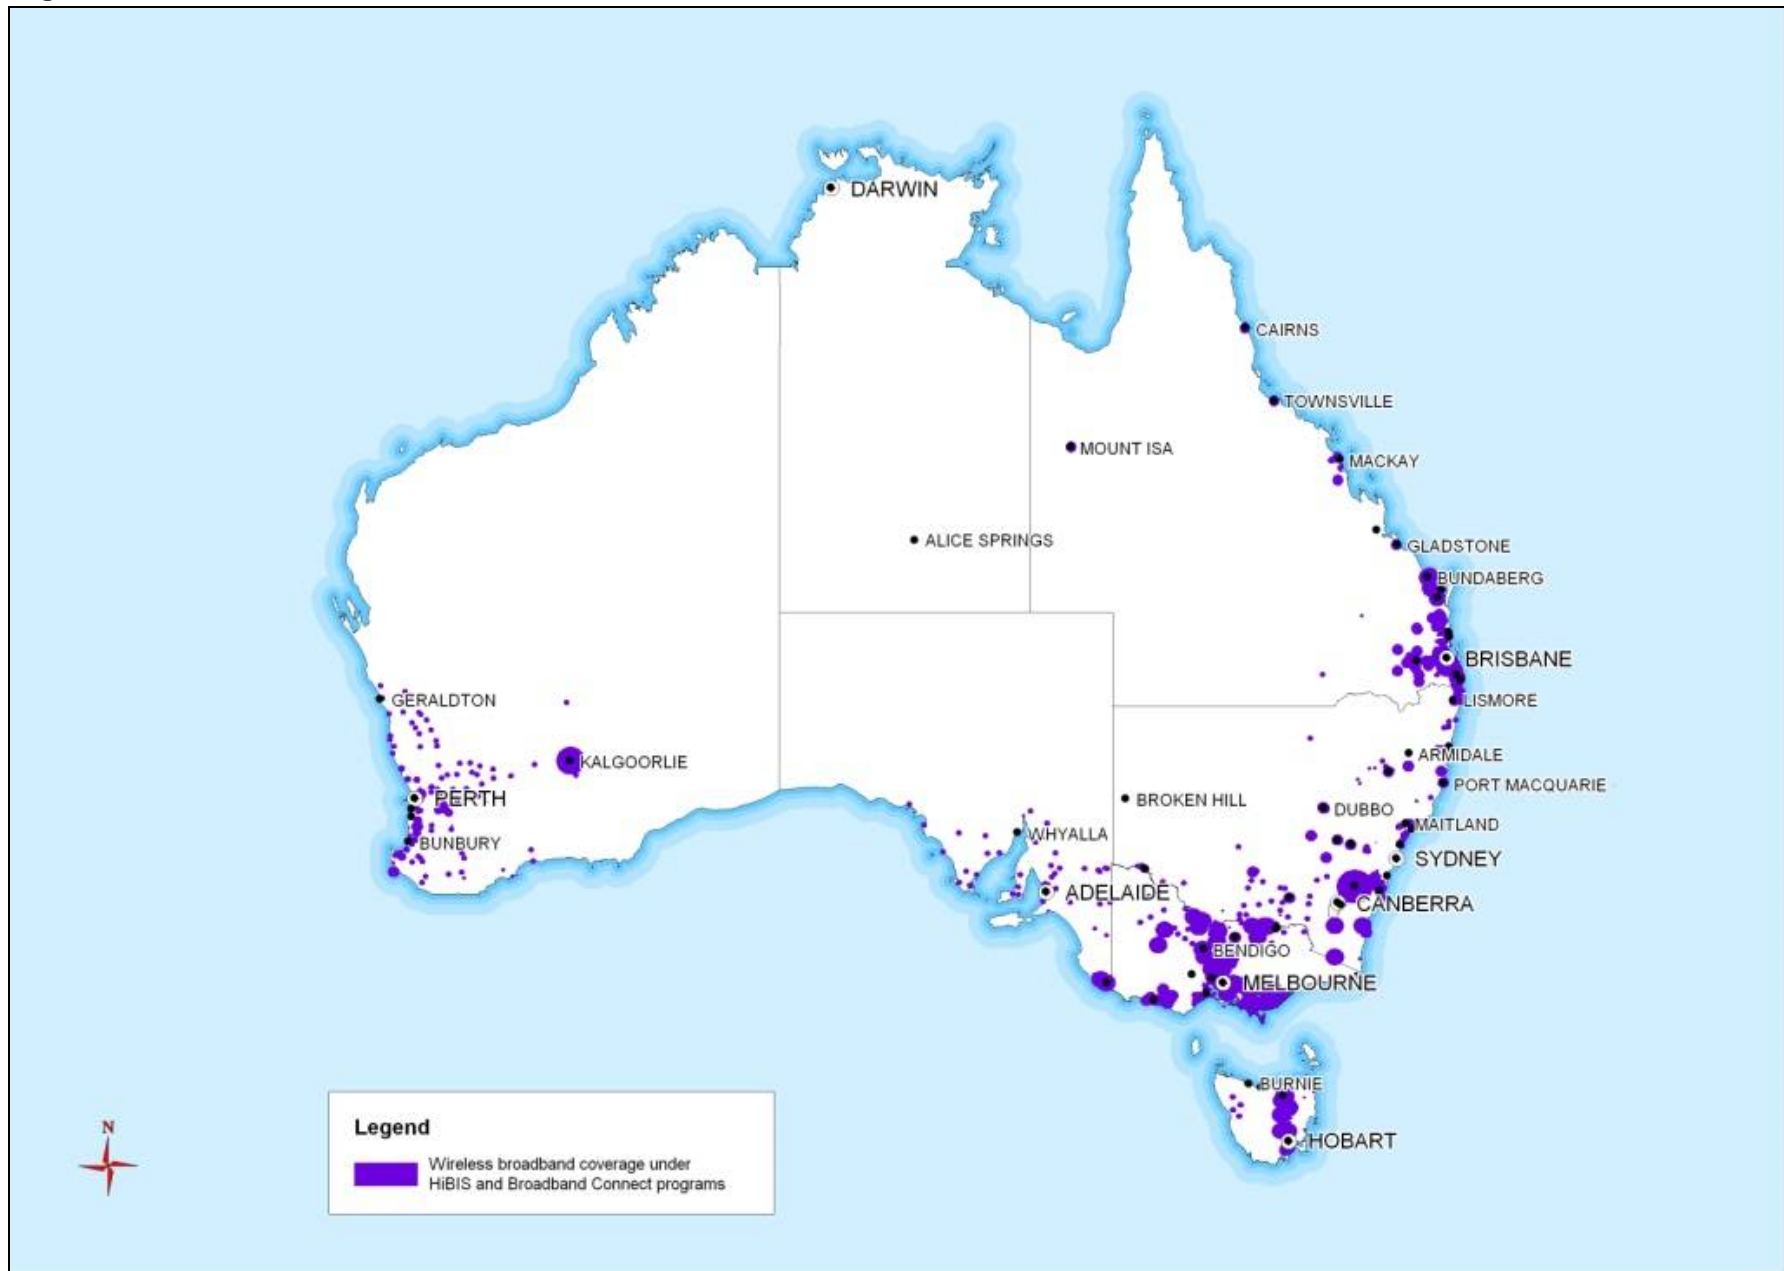 DARWIN
CAIRNS
TOWNSVILLE
MOUNT ISA
MACKAY
ALICE SPRINGS
GLADSTONE
BUNDABERG
BRISBANE
GERALDTON
LISMORE
KALGOORLIE
ARMIDALE
PORT MACQUARIE
PERTH
BROKEN HILL
DUBBO
MAITLAND
WHYALLA
BUNBURY
SYDNEY
ADELAIDE
CANBERRA
BENDIGO
MELBOURNE
BURNIE
HOBART
N
Legend
Wireless broadband coverage under
HiBIS and Broadband Connect programs